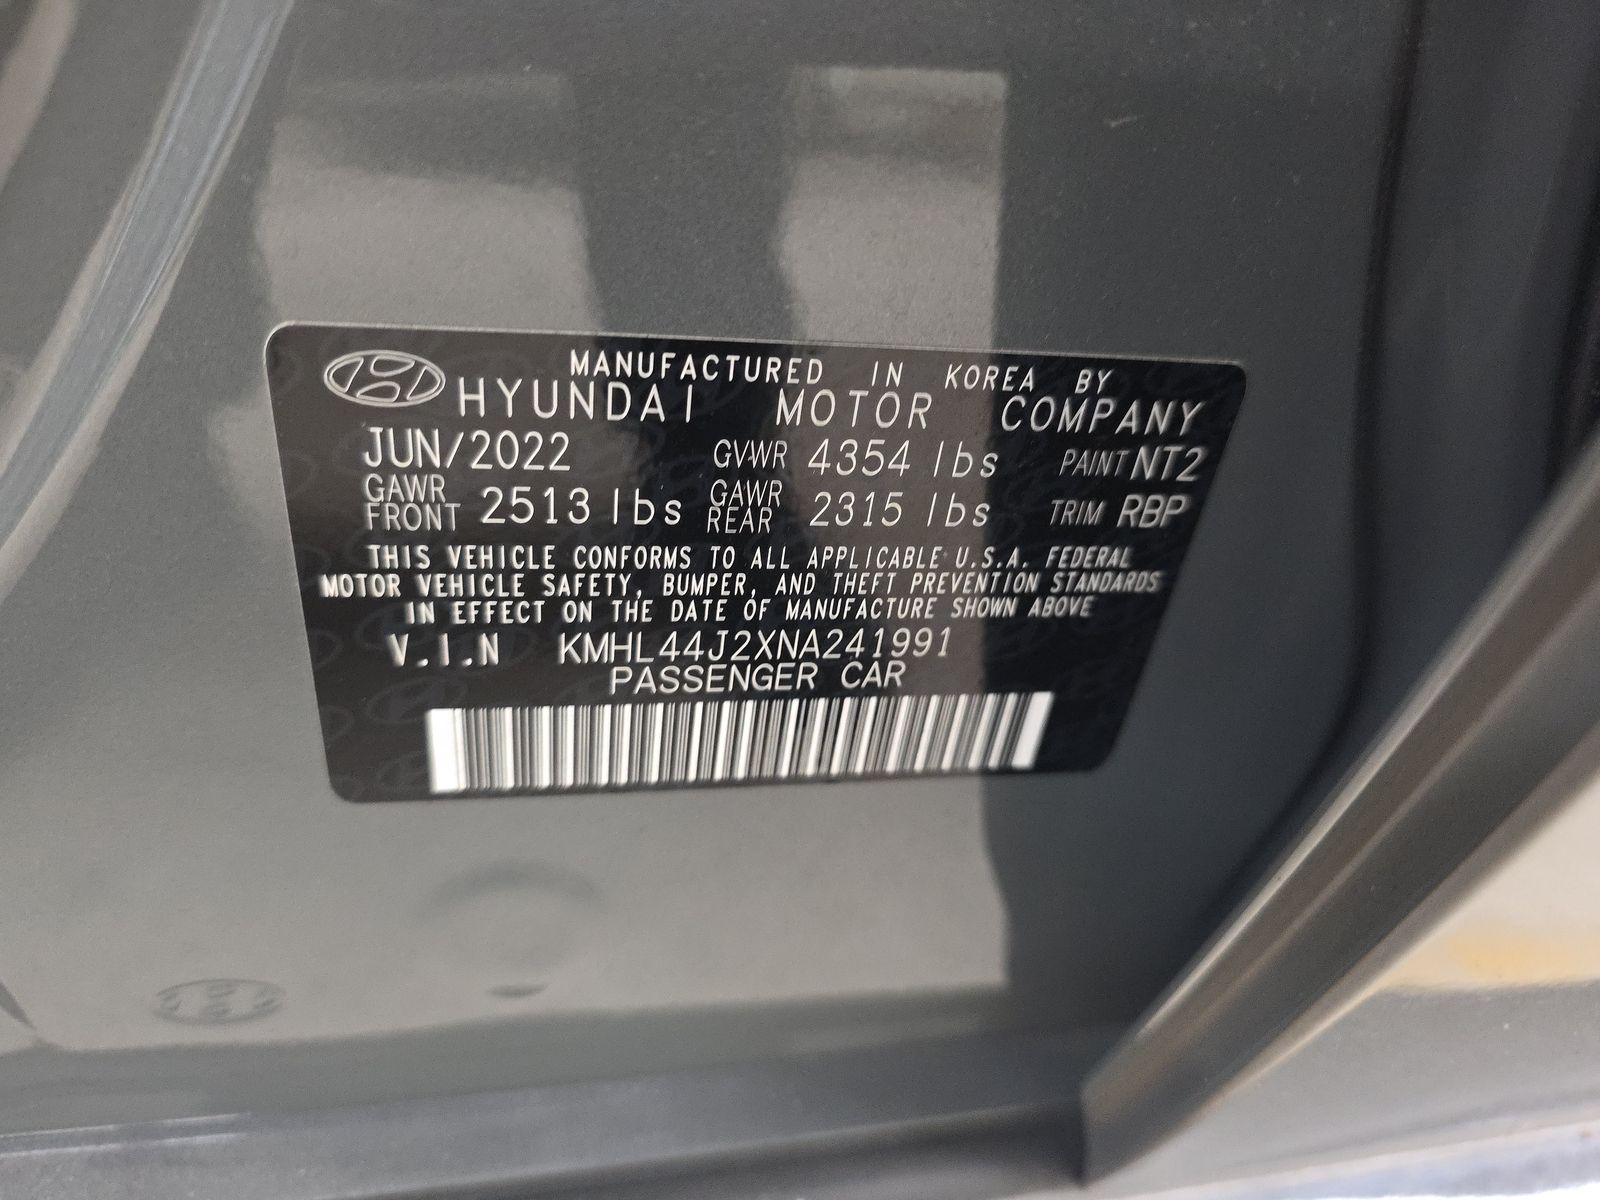 MANUFACTURED IN KOREA BY
HYUNDAI MOTOR COMPANY
JUN/2022 GVWR 4354 lbs PAINT NT2
GAWR FRONT 2513 lbs GAWR REAR 2315 lbs TRIM RBP
THIS VEHICLE CONFORMS TO ALL APPLICABLE U.S.A. FEDERAL
MOTOR VEHICLE SAFETY, BUMPER, AND THEFT PREVENTION STANDARDS
IN EFFECT ON THE DATE OF MANUFACTURE SHOWN ABOVE
V.I.N KMHL44J2XNA241991
PASSENGER CAR